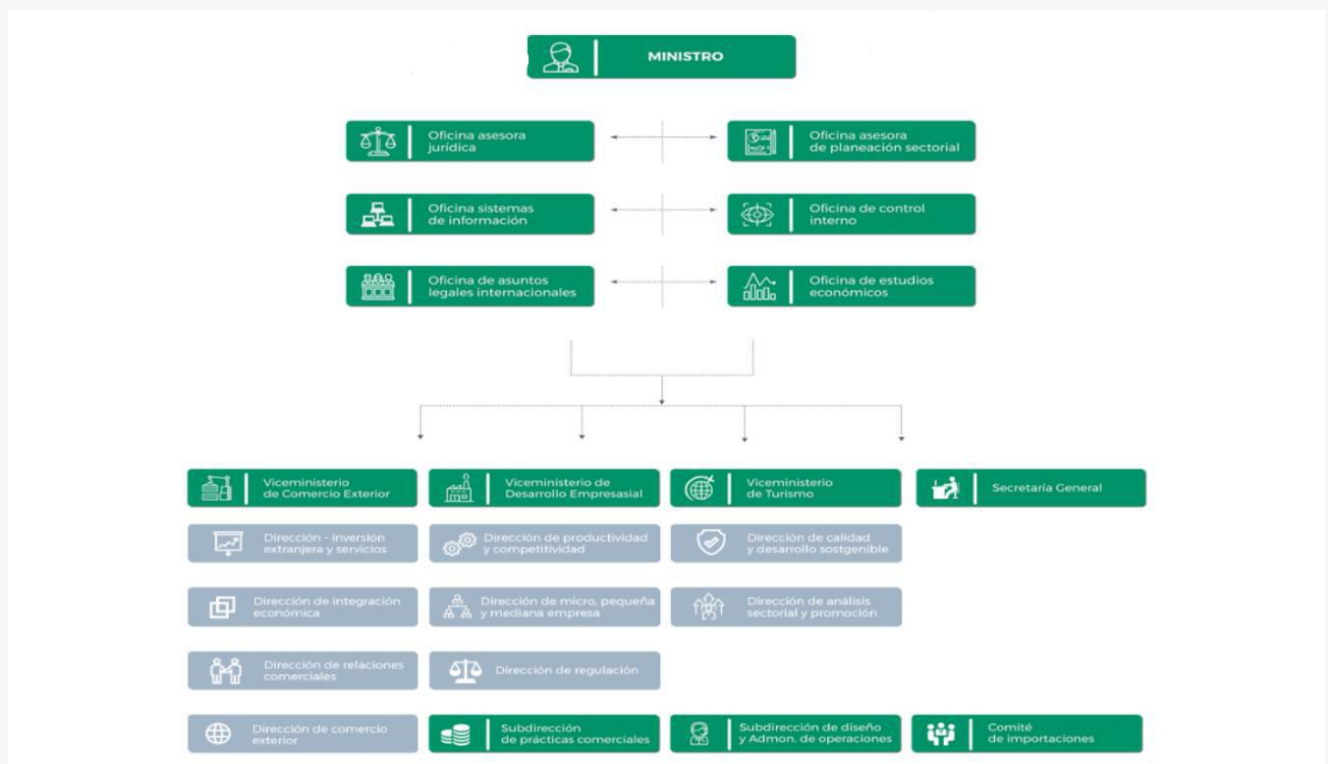 MINISTRO
Oficina asesora
jurídica
Oficina asesora
de planeación sectorial
Oficina sistemas
de información
Oficina de control
interno
Oficina de asuntos
legales internacionales
Oficina de estudios
económicos
Viceministerio
de Comercio Exterior
Viceministerio de
Desarrollo Empresasial
Viceministerio
de Turismo
Secretaría General
Dirección - inversión
extranjera y servicios
Dirección de productividad
y competitividad
Dirección de calidad
y desarrollo sostgenible
Dirección de integración
económica
Dirección de micro, pequeña
y mediana empresa
Dirección de análisis
sectorial y promoción
Dirección de relaciones
comerciales
Dirección de regulación
Dirección de comercio
exterior
Subdirección
de prácticas comerciales
Subdirección de diseño
y Admon. de operaciones
Comité
de importaciones